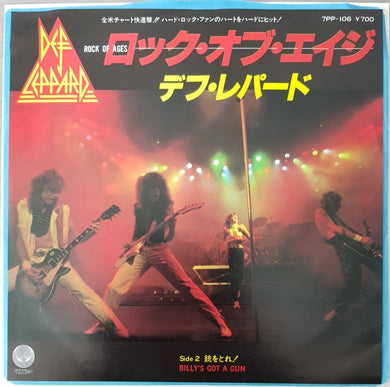 全米チャート快進撃!! ハード・ロック・ファンのハートをハードにヒット!
7PP-106 ¥700
DEF LEPPARD
ROCK OF AGES ロック・オブ・エイジ
デフ・レパード
Side 2 銃をとれ!
BILLY'S GOT A GUN